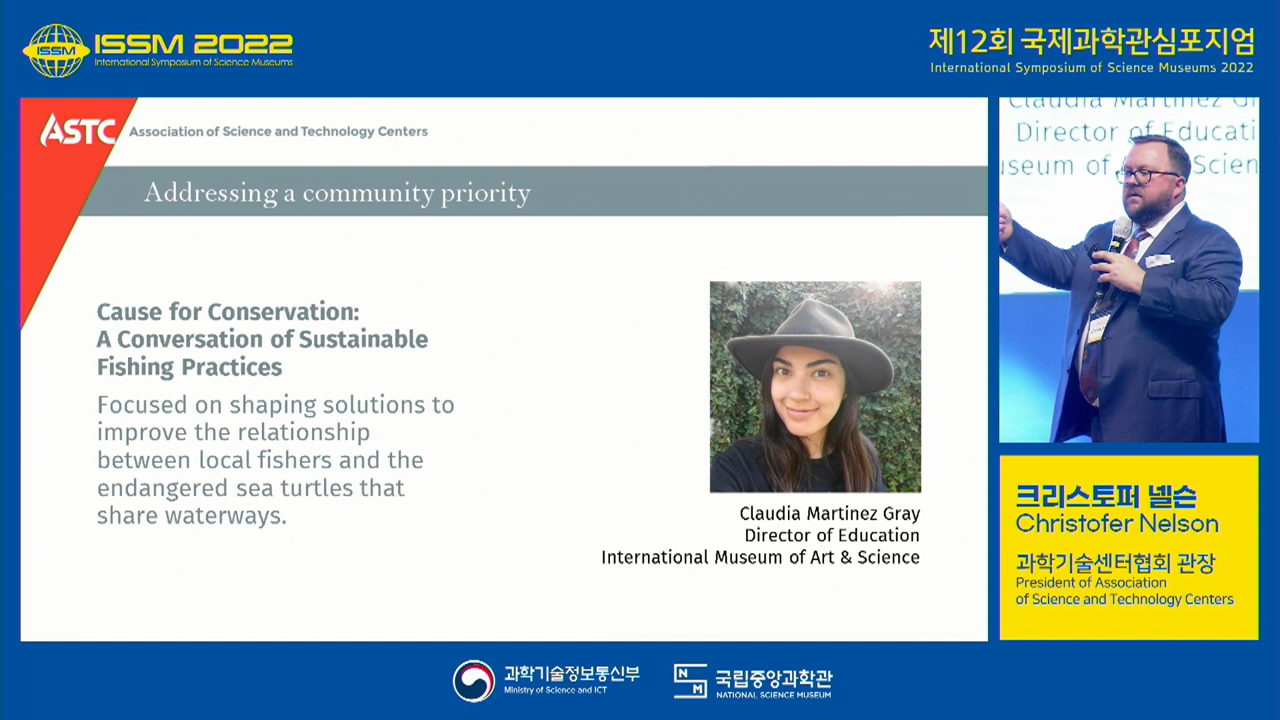 ISSM
ISSM 2022
International Symposium of Science Museums
제12회 국제과학관심포지엄
International Symposium of Science Museums 2022
ASTC
Association of Science and Technology Centers
Addressing a community priority
Cause for Conservation:
A Conversation of Sustainable
Fishing Practices
Focused on shaping solutions to
improve the relationship
between local fishers and the
endangered sea turtles that
share waterways.
Claudia Martinez Gray
Director of Education
International Museum of Art & Science
Claudia Martinez
Director of
크리스토퍼 넬슨
Christofer Nelson
과학기술센터협회 관장
President of Association
of Science and Technology Centers
과학기술정보통신부
Ministry of Science and ICT
NSM
국립중앙과학관
NATIONAL SCIENCE MUSEUM